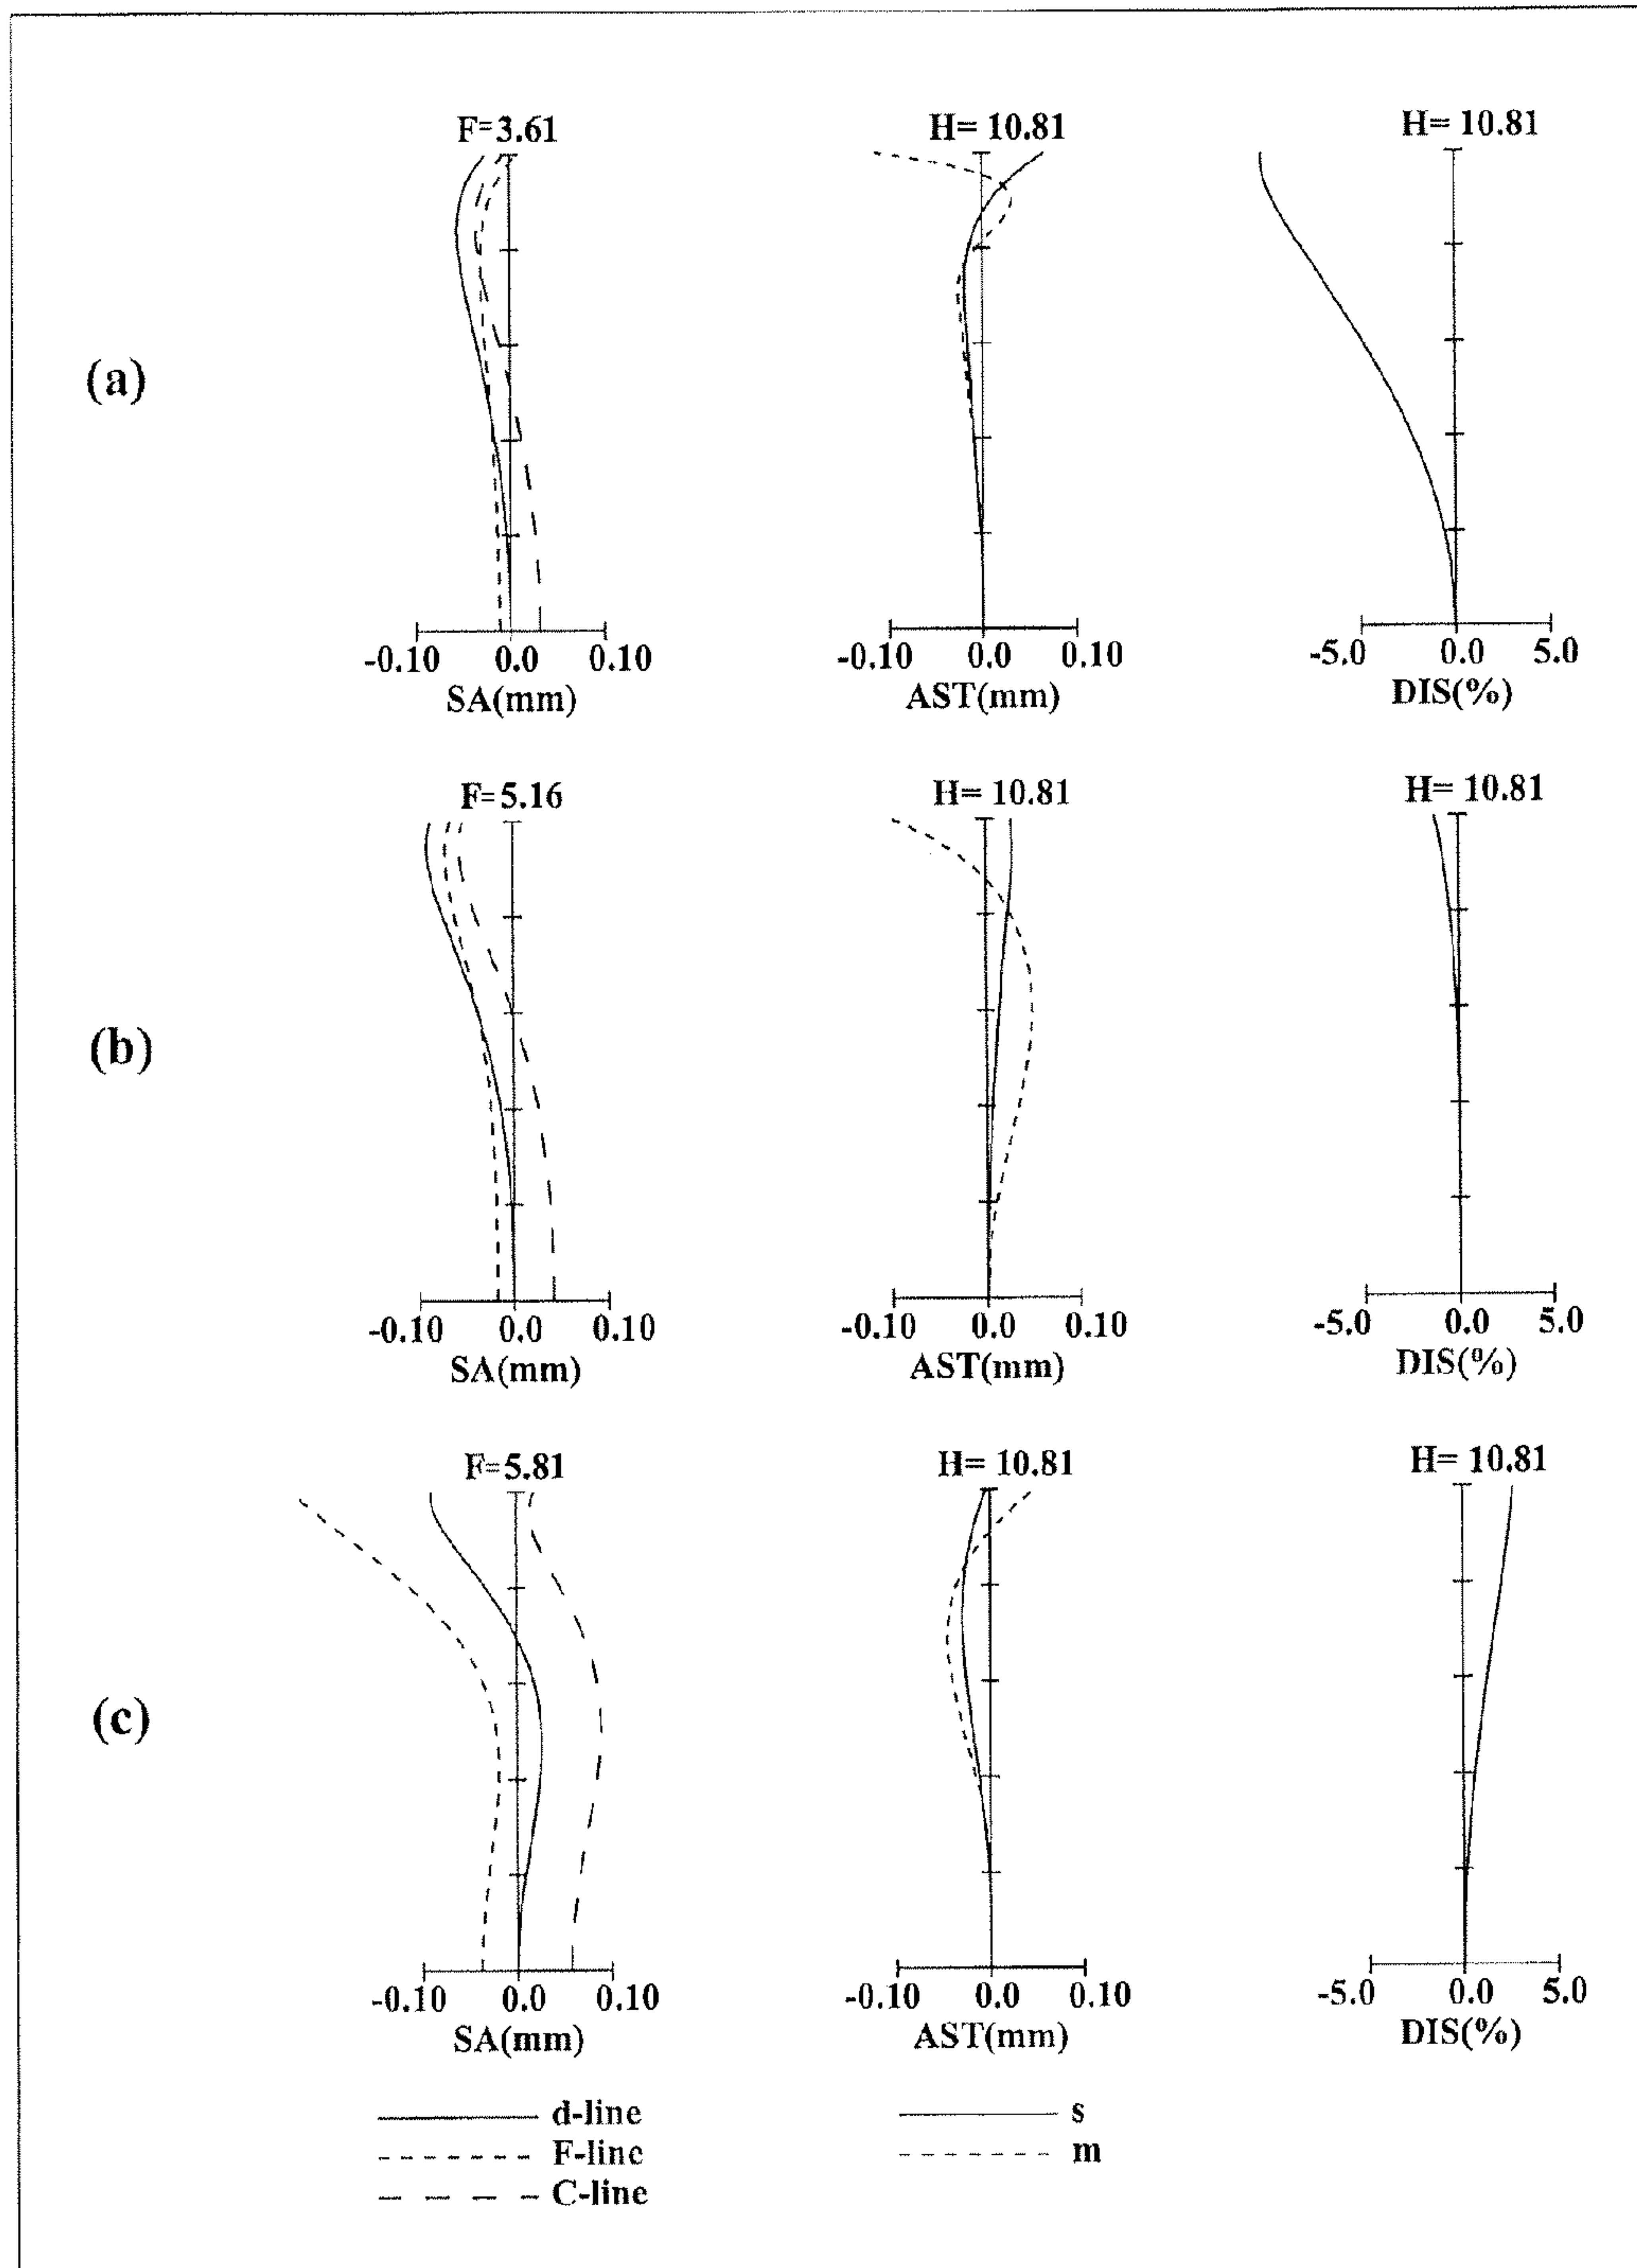 F=3.61 H= 10.81 H= 10.81
(a)
-0.10 0.0 0.10 -0.10 0.0 0.10 -5.0 0.0 5.0
SA(mm) AST(mm) DIS(%)
F=5.16 H= 10.81 H= 10.81
(b)
-0.10 0.0 0.10 -0.10 0.0 0.10 -5.0 0.0 5.0
SA(mm) AST(mm) DIS(%)
F=5.81 H= 10.81 H= 10.81
(c)
-0.10 0.0 0.10 -0.10 0.0 0.10 -5.0 0.0 5.0
SA(mm) AST(mm) DIS(%)
d-line s
F-line m
C-line